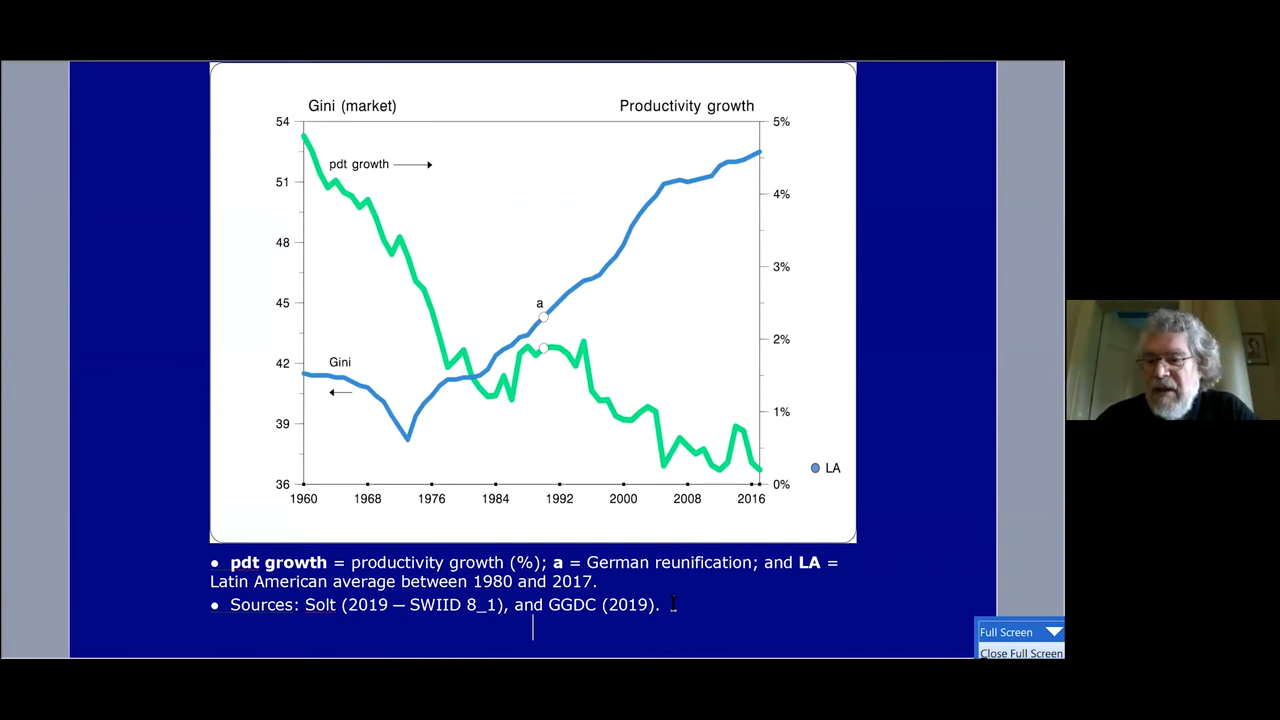 Gini (market)
Productivity growth
54
51
48
45
42
39
36
5%
4%
3%
2%
1%
0%
pdt growth
a
Gini
LA
1960
1968
1976
1984
1992
2000
2008
2016
● pdt growth = productivity growth (%); a = German reunification; and LA =
Latin American average between 1980 and 2017.
● Sources: Solt (2019 – SWIID 8_1), and GGDC (2019).
Full Screen
Close Full Screen